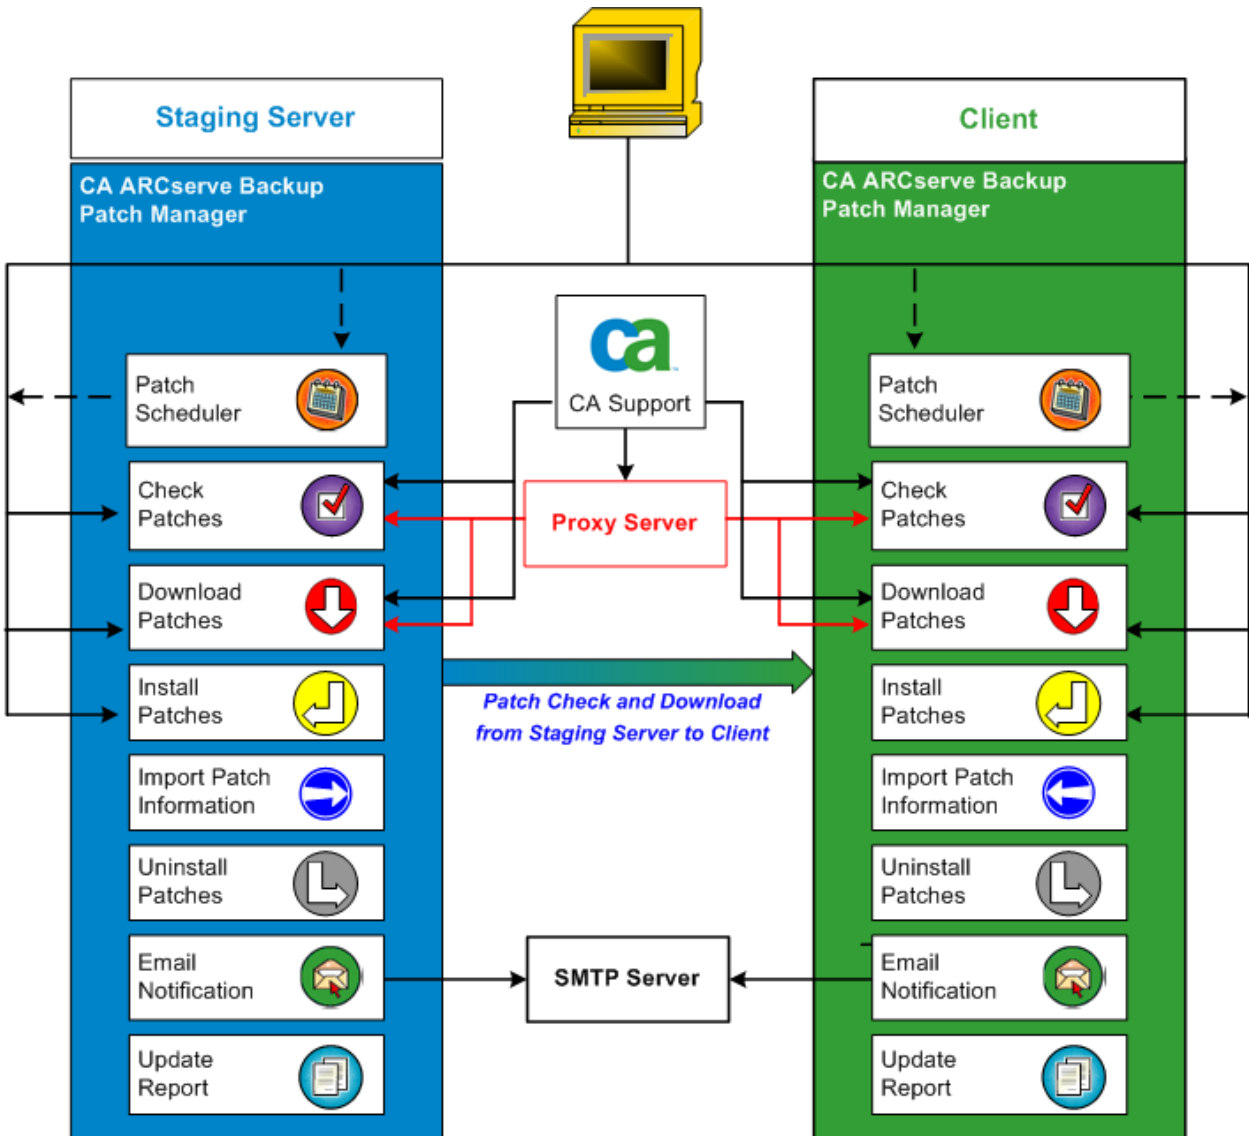 Staging Server
Client
CA ARCserve Backup
Patch Manager
CA ARCserve Backup
Patch Manager
ca
CA Support
Proxy Server
Patch
Scheduler
Check
Patches
Download
Patches
Install
Patches
Import Patch
Information
Uninstall
Patches
Email
Notification
Update
Report
Patch Check and Download
from Staging Server to Client
SMTP Server
Patch
Scheduler
Check
Patches
Download
Patches
Install
Patches
Import Patch
Information
Uninstall
Patches
Email
Notification
Update
Report